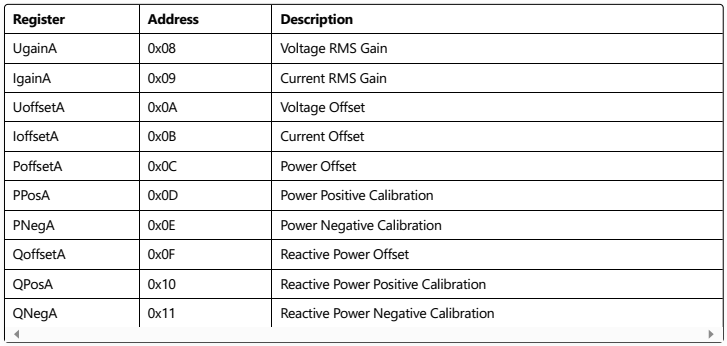 Register Address Description
UgainA 0x08 Voltage RMS Gain
IgainA 0x09 Current RMS Gain
UoffsetA 0x0A Voltage Offset
IoffsetA 0x0B Current Offset
PoffsetA 0x0C Power Offset
PPosA 0x0D Power Positive Calibration
PNegA 0x0E Power Negative Calibration
QoffsetA 0x0F Reactive Power Offset
QPosA 0x10 Reactive Power Positive Calibration
QNegA 0x11 Reactive Power Negative Calibration